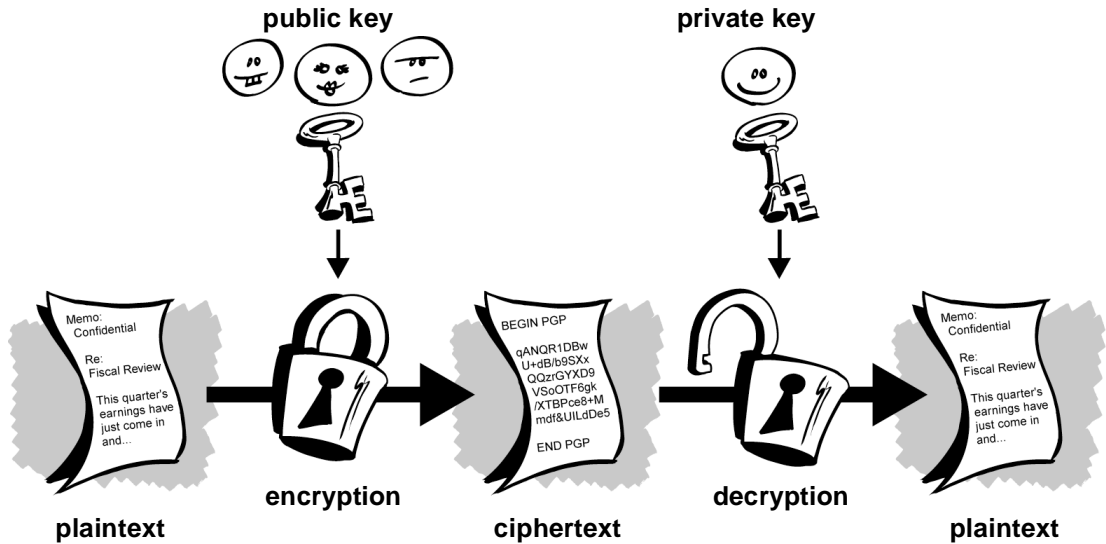 public key
private key
Memo:
Confidential
Re:
Fiscal Review
This quarter's
earnings have
just come in
and...
BEGIN PGP
qANQR1DBw
U+dB/b9SXx
QQzrGYXD9
VSoOTF6gk
/XTBPce8+M
mdf&UILdDe5
END PGP
Memo:
Confidential
Re:
Fiscal Review
This quarter's
earnings have
just come in
and...
encryption
decryption
plaintext
ciphertext
plaintext